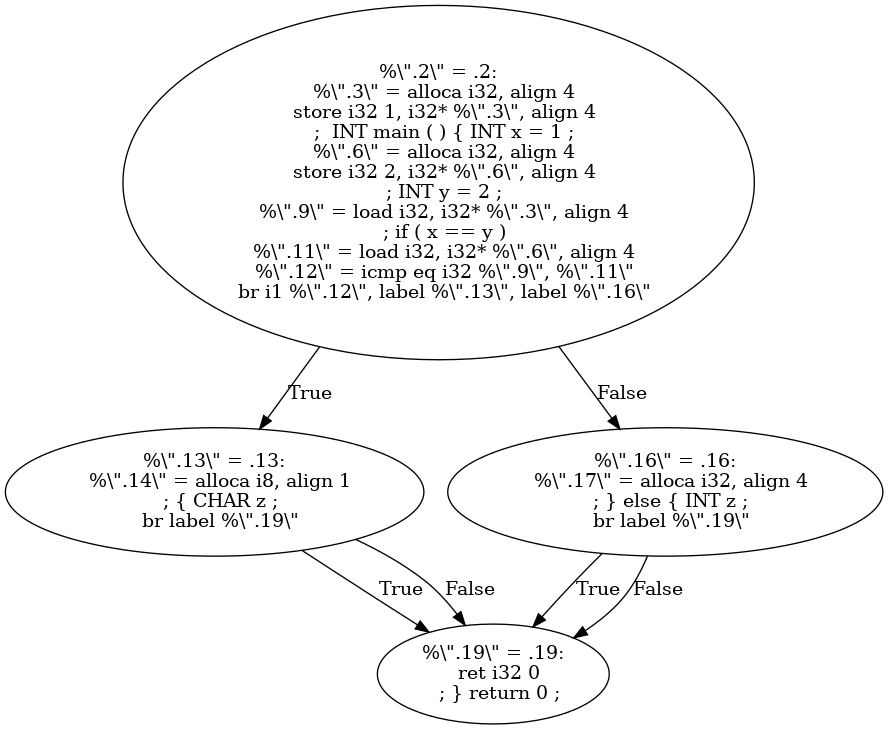 %\".2\" = .2:
%\".3\" = alloca i32, align 4
store i32 1, i32* %\".3\", align 4
;  INT main ( ) { INT x = 1 ;
%\".6\" = alloca i32, align 4
store i32 2, i32* %\".6\", align 4
; INT y = 2 ;
%\".9\" = load i32, i32* %\".3\", align 4
; if ( x == y )
%\".11\" = load i32, i32* %\".6\", align 4
%\".12\" = icmp eq i32 %\".9\", %\".11\"
br i1 %\".12\", label %\".13\", label %\".16\"
True
False
%\".13\" = .13:
%\".14\" = alloca i8, align 1
; { CHAR z ;
br label %\".19\"
%\".16\" = .16:
%\".17\" = alloca i32, align 4
; } else { INT z ;
br label %\".19\"
True
False
True
False
%\".19\" = .19:
ret i32 0
; } return 0 ;